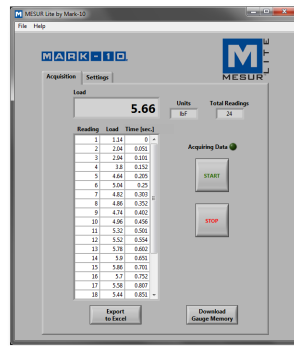 MESUR Lite by Mark-10
File Help
MARK-10
M
MESUR
LITE
Acquisition Settings
Load
5.66
Units
lbF
Total Readings
24
Reading Load Time (sec.)
1 1.14 0
2 2.04 0.051
3 2.94 0.101
4 3.8 0.152
5 4.64 0.205
6 5.04 0.25
7 4.82 0.303
8 4.86 0.352
9 4.74 0.402
10 4.96 0.456
11 5.32 0.501
12 5.52 0.554
13 5.78 0.602
14 5.9 0.651
15 5.86 0.701
16 5.7 0.752
17 5.58 0.807
18 5.44 0.851
Acquiring Data
START
STOP
Export
to Excel
Download
Gauge Memory